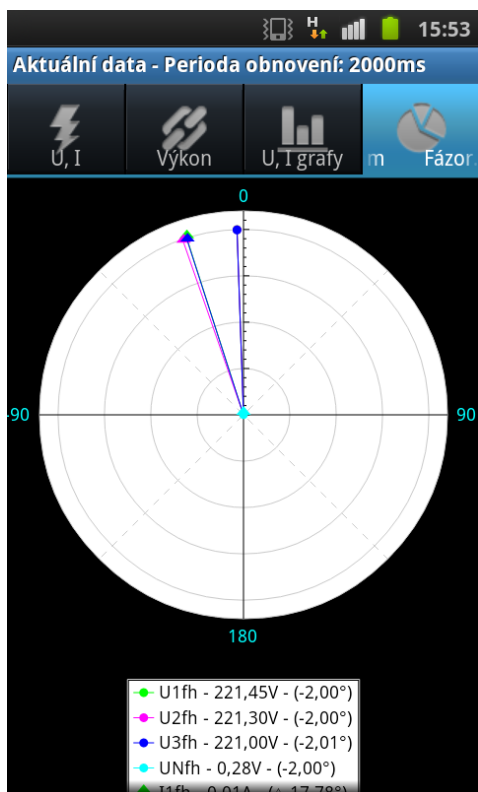 H 15:53
Aktuální data - Perioda obnovení: 2000ms
U, I Výkon U, I grafy m Fázor.
0
-90 90
180
U1fh - 221,45V - (-2,00°)
U2fh - 221,30V - (-2,00°)
U3fh - 221,00V - (-2,01°)
UNfh - 0,28V - (-2,00°)